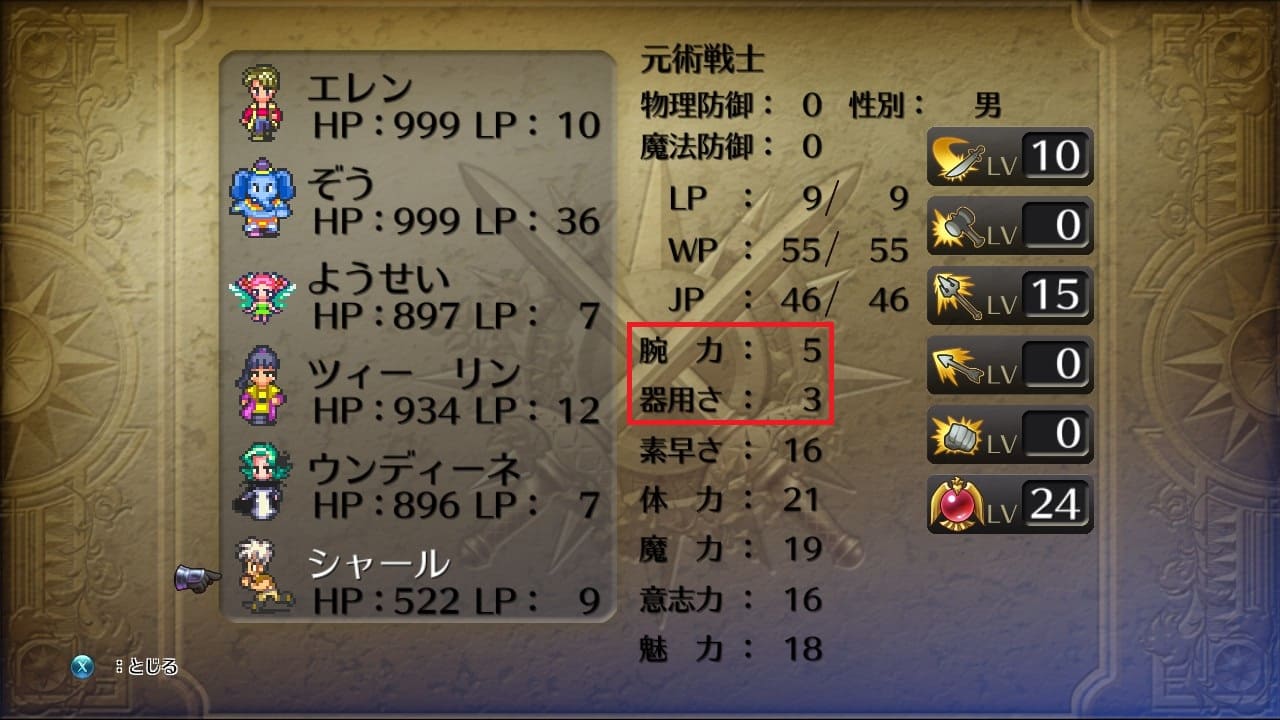 エレン
HP：999 LP： 10
ぞう
HP：999 LP： 36
ようせい
HP：897 LP： 7
ツィー　リン
HP：934 LP： 12
ウンディーネ
HP：896 LP： 7
シャール
HP：522 LP： 9
X ：とじる
元術戦士
物理防御： 0 性別： 男
魔法防御： 0
LP ： 9/ 9
WP ： 55/ 55
JP ： 46/ 46
腕　力： 5
器用さ： 3
素早さ： 16
体　力： 21
魔　力： 19
意志力： 16
魅　力： 18
LV 10
LV 0
LV 15
LV 0
LV 0
LV 24